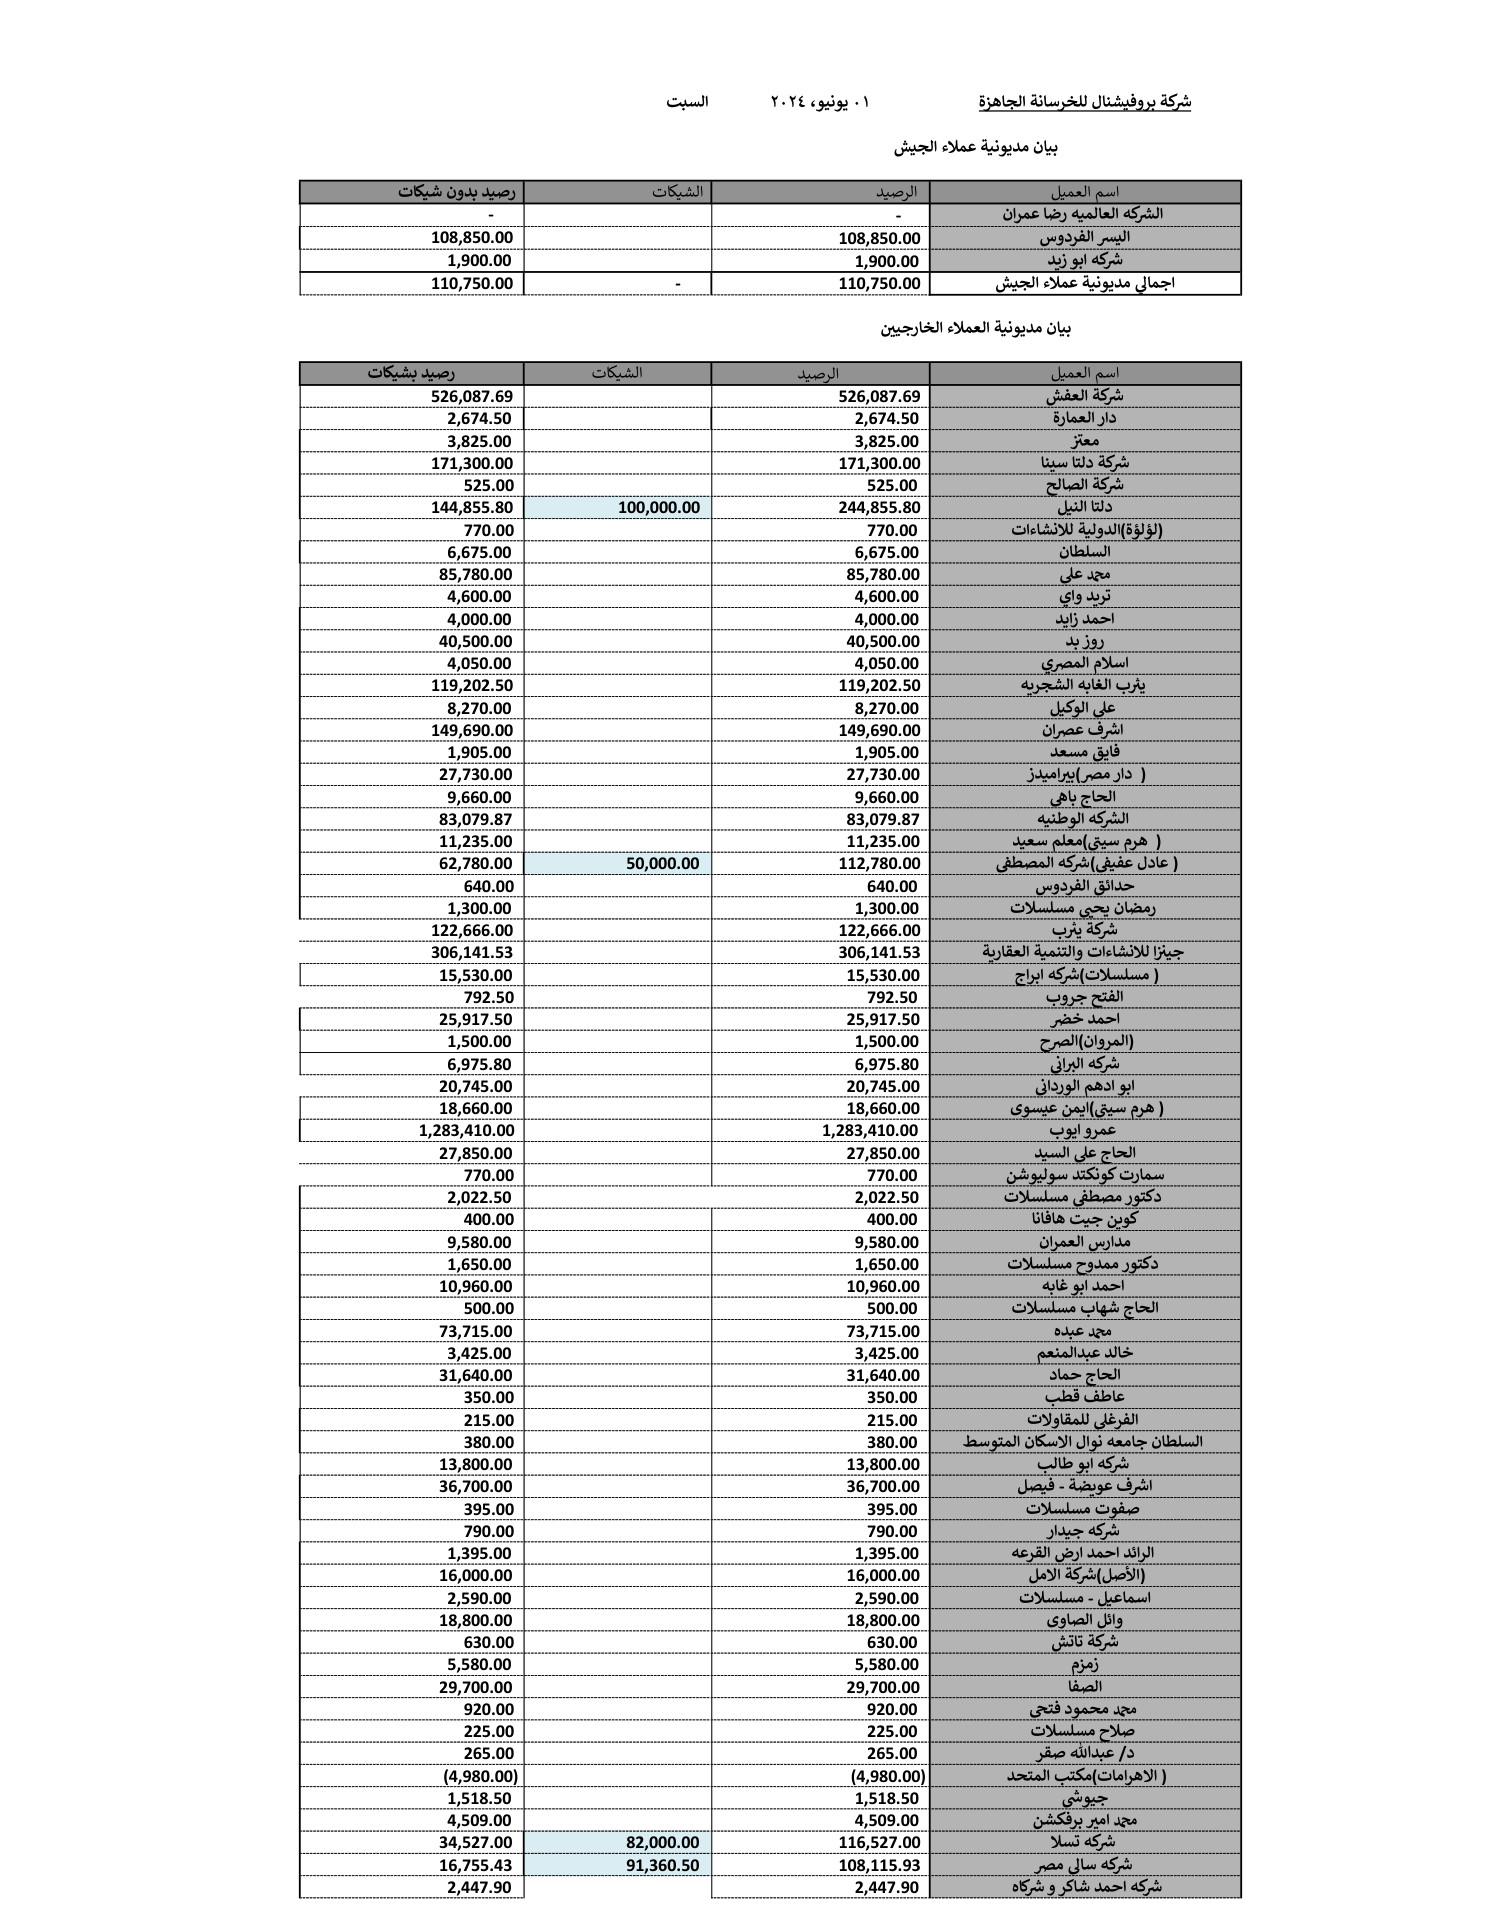 شركة بروفيشنال للخرسانة الجاهزة ٠١ يونيو، ٢٠٢٤ السبت
بيان مديونية عملاء الجيش
اسم العميل الرصيد الشيكات رصيد بدون شيكات
الشركه العالميه رضا عمران - -
اليسر الفردوس 108,850.00 108,850.00
شركه ابو زيد 1,900.00 1,900.00
اجمالي مديونية عملاء الجيش 110,750.00 - 110,750.00
بيان مديونية العملاء الخارجيين
اسم العميل الرصيد الشيكات رصيد بشيكات
شركة العفش 526,087.69 526,087.69
دار العمارة 2,674.50 2,674.50
معتز 3,825.00 3,825.00
شركة دلتا سينا 171,300.00 171,300.00
شركة الصالح 525.00 525.00
دلتا النيل 244,855.80 100,000.00 144,855.80
(لؤلؤة)الدولية للانشاءات 770.00 770.00
السلطان 6,675.00 6,675.00
محمد على 85,780.00 85,780.00
تريد واي 4,600.00 4,600.00
احمد زايد 4,000.00 4,000.00
روز بد 40,500.00 40,500.00
اسلام المصري 4,050.00 4,050.00
يثرب الغابه الشجريه 119,202.50 119,202.50
على الوكيل 8,270.00 8,270.00
اشرف عصران 149,690.00 149,690.00
فايق مسعد 1,905.00 1,905.00
( دار مصر)بيراميدز 27,730.00 27,730.00
الحاج باهى 9,660.00 9,660.00
الشركه الوطنيه 83,079.87 83,079.87
( هرم سيتى)معلم سعيد 11,235.00 11,235.00
( عادل عفيفى)شركه المصطفى 112,780.00 50,000.00 62,780.00
حدائق الفردوس 640.00 640.00
رمضان يحيى مسلسلات 1,300.00 1,300.00
شركة يثرب 122,666.00 122,666.00
جينزا للانشاءات والتنمية العقارية 306,141.53 306,141.53
( مسلسلات)شركه ابراج 15,530.00 15,530.00
الفتح جروب 792.50 792.50
احمد خضر 25,917.50 25,917.50
(المروان)الصرح 1,500.00 1,500.00
شركه البرانى 6,975.80 6,975.80
ابو ادهم الوردانى 20,745.00 20,745.00
( هرم سيتى)ايمن عيسوى 18,660.00 18,660.00
عمرو ايوب 1,283,410.00 1,283,410.00
الحاج على السيد 27,850.00 27,850.00
سمارت كونكتد سوليوشن 770.00 770.00
دكتور مصطفى مسلسلات 2,022.50 2,022.50
كوين جيت هافانا 400.00 400.00
مدارس العمران 9,580.00 9,580.00
دكتور ممدوح مسلسلات 1,650.00 1,650.00
احمد ابو غابه 10,960.00 10,960.00
الحاج شهاب مسلسلات 500.00 500.00
محمد عبده 73,715.00 73,715.00
خالد عبدالمنعم 3,425.00 3,425.00
الحاج حماد 31,640.00 31,640.00
عاطف قطب 350.00 350.00
الفرغلى للمقاولات 215.00 215.00
السلطان جامعه نوال الاسكان المتوسط 380.00 380.00
شركه ابو طالب 13,800.00 13,800.00
اشرف عويضة - فيصل 36,700.00 36,700.00
صفوت مسلسلات 395.00 395.00
شركه جيدار 790.00 790.00
الرائد احمد ارض القرعه 1,395.00 1,395.00
(الأصل)شركة الامل 16,000.00 16,000.00
اسماعيل - مسلسلات 2,590.00 2,590.00
وائل الصاوى 18,800.00 18,800.00
شركة تاتش 630.00 630.00
زمزم 5,580.00 5,580.00
الصفا 29,700.00 29,700.00
محمد محمود فتحى 920.00 920.00
صلاح مسلسلات 225.00 225.00
د/ عبدالله صقر 265.00 265.00
( الاهرامات)مكتب المتحد (4,980.00) (4,980.00)
جيوشى 1,518.50 1,518.50
محمد امير برفكشن 4,509.00 4,509.00
شركه تسلا 116,527.00 82,000.00 34,527.00
شركه سالى مصر 108,115.93 91,360.50 16,755.43
شركه احمد شاكر و شركاه 2,447.90 2,447.90